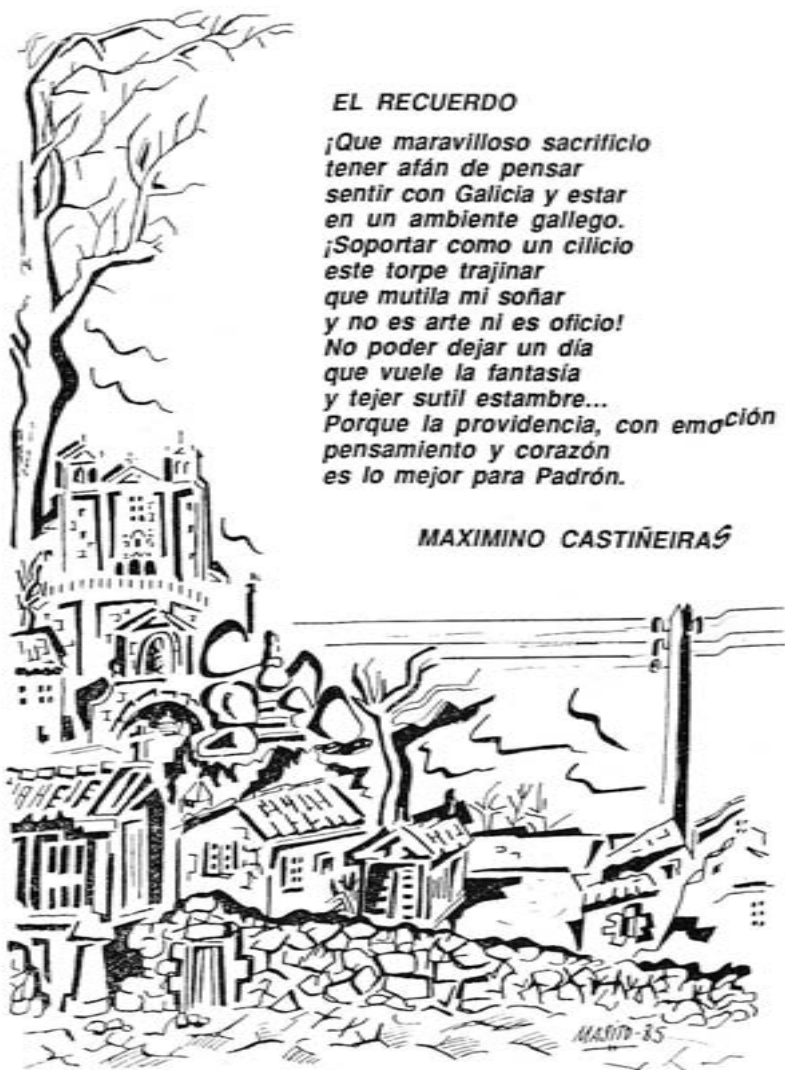 EL RECUERDO
¡Que maravilloso sacrificio
tener afán de pensar
sentir con Galicia y estar
en un ambiente gallego.
¡Soportar como un cilicio
este torpe trajinar
que mutila mi soñar
y no es arte ni es oficio!
No poder dejar un día
que vuele la fantasía
y tejer sutil estambre...
Porque la providencia, con emoción
pensamiento y corazón
es lo mejor para Padrón.
MAXIMINO CASTIÑEIRAS
MASITO-85